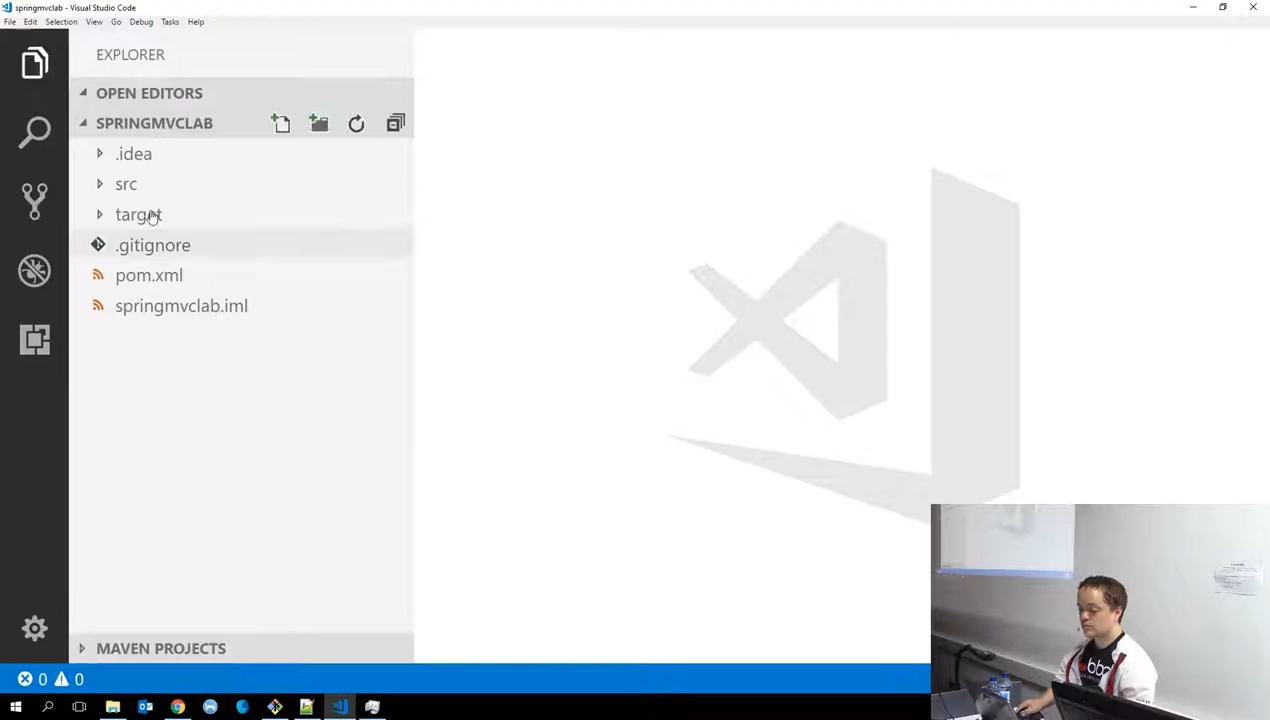 springmvclab - Visual Studio Code
File Edit Selection View Go Debug Tasks Help
EXPLORER
OPEN EDITORS
SPRINGMVCLAB
.idea
src
target
.gitignore
pom.xml
springmvclab.iml
MAVEN PROJECTS
0 0
bbd